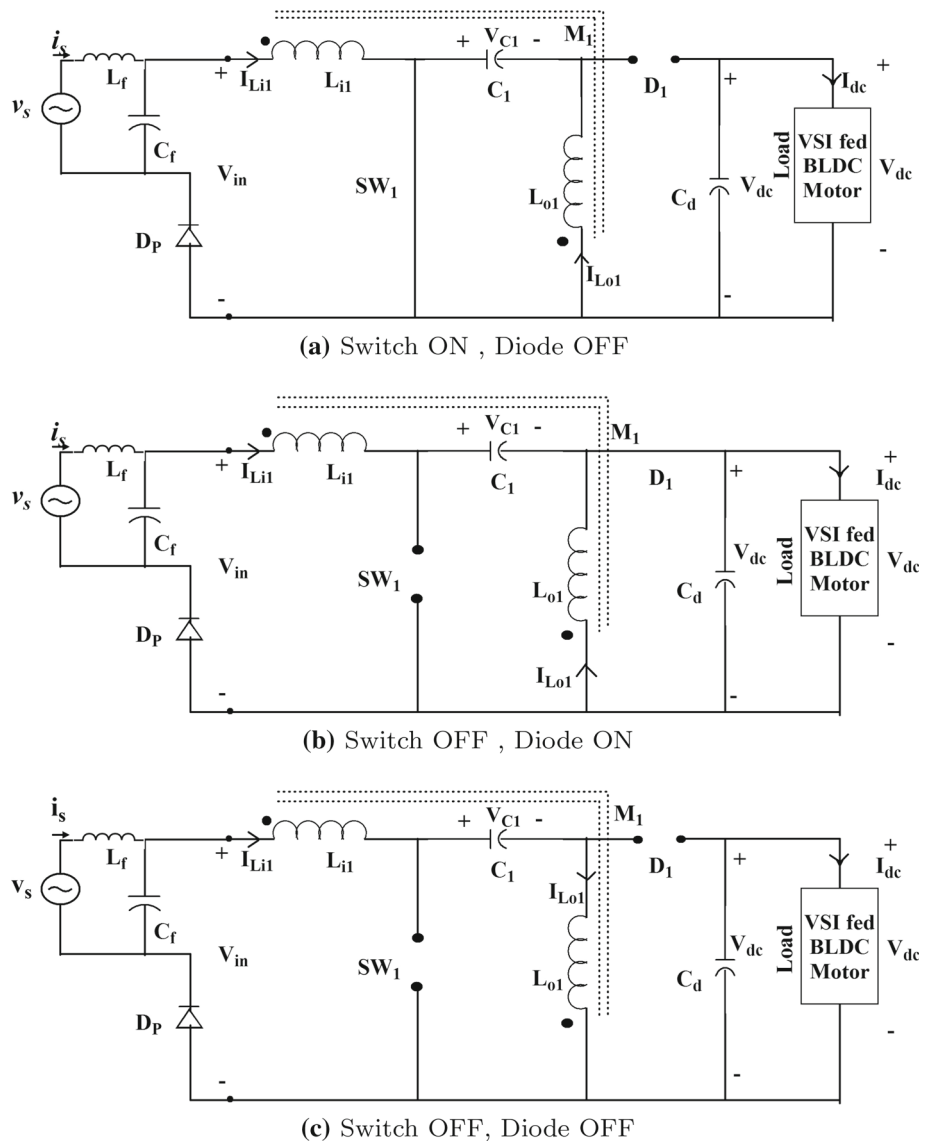 i_s
L_f
v_s
C_f
D_P
+
I_Li1
L_i1
V_in
-
SW_1
+ V_C1 -
C_1
M_1
L_o1
I_Lo1
D_1
+
C_d
V_dc
-
I_dc
+
Load
VSI fed
BLDC
Motor
V_dc
-
(a) Switch ON , Diode OFF
i_s
L_f
v_s
C_f
D_P
+
I_Li1
L_i1
V_in
-
SW_1
+ V_C1 -
C_1
M_1
L_o1
I_Lo1
D_1
+
V_dc
C_d
-
+
I_dc
Load
VSI fed
BLDC
Motor
V_dc
-
(b) Switch OFF , Diode ON
i_s
L_f
v_s
C_f
D_P
+
I_Li1
L_i1
V_in
-
SW_1
+ V_C1 -
C_1
M_1
I_Lo1
L_o1
D_1
+
V_dc
C_d
-
+
I_dc
Load
VSI fed
BLDC
Motor
V_dc
-
(c) Switch OFF, Diode OFF